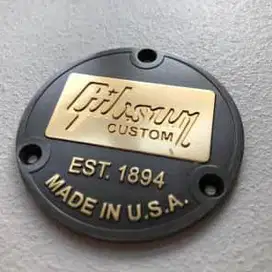 Gibson
CUSTOM
EST. 1894
MADE IN U.S.A.